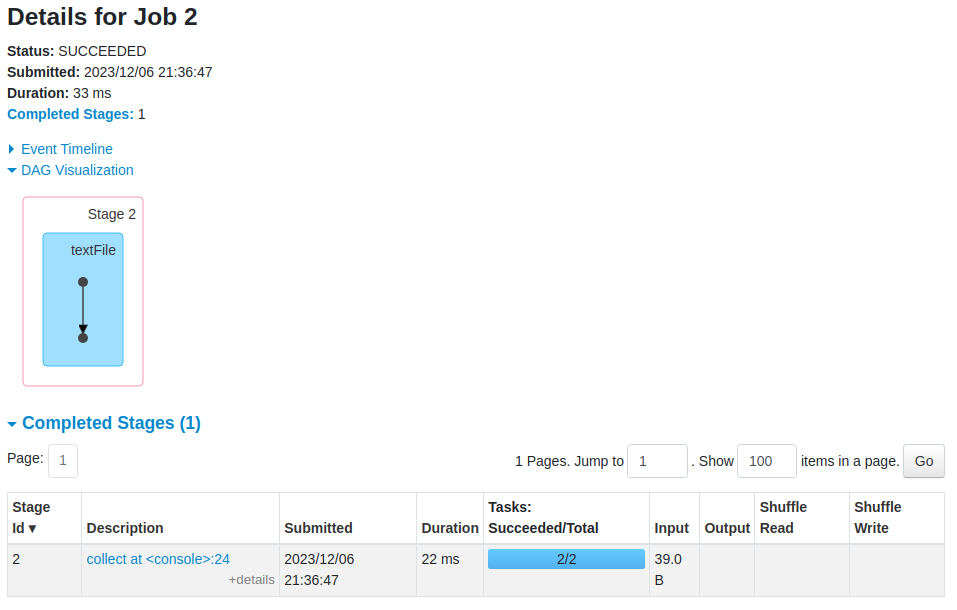 Details for Job 2
Status: SUCCEEDED
Submitted: 2023/12/06 21:36:47
Duration: 33 ms
Completed Stages: 1
Event Timeline
DAG Visualization
Stage 2
textFile
Completed Stages (1)
Page: 1
1 Pages. Jump to 1 . Show 100 items in a page. Go
Stage Id ▾ Description Submitted Duration Tasks: Succeeded/Total Input Output Shuffle Read Shuffle Write
2 collect at <console>:24 +details 2023/12/06 21:36:47 22 ms 2/2 39.0 B